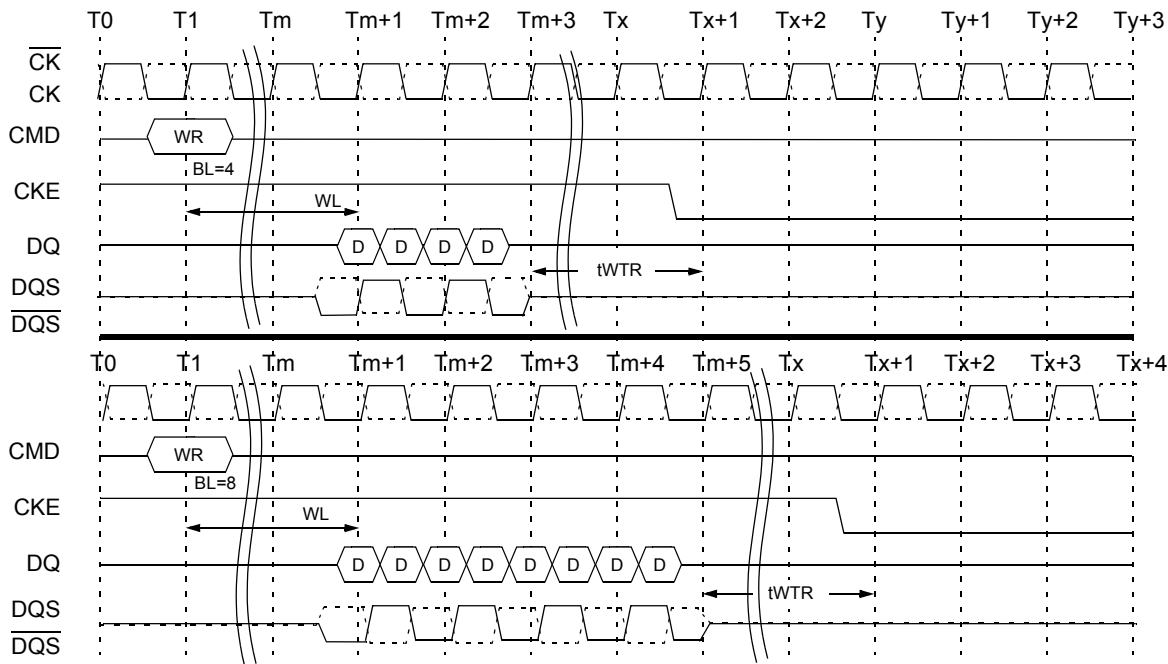 T0 T1 Tm Tm+1 Tm+2 Tm+3 Tx Tx+1 Tx+2 Ty Ty+1 Ty+2 Ty+3
CK
CK
CMD WR
BL=4
CKE
WL
DQ D D D D
tWTR
DQS
DQS
T0 T1 Tm Tm+1 Tm+2 Tm+3 Tm+4 Tm+5 Tx Tx+1 Tx+2 Tx+3 Tx+4
CMD WR
BL=8
CKE
WL
DQ D D D D D D D D
tWTR
DQS
DQS